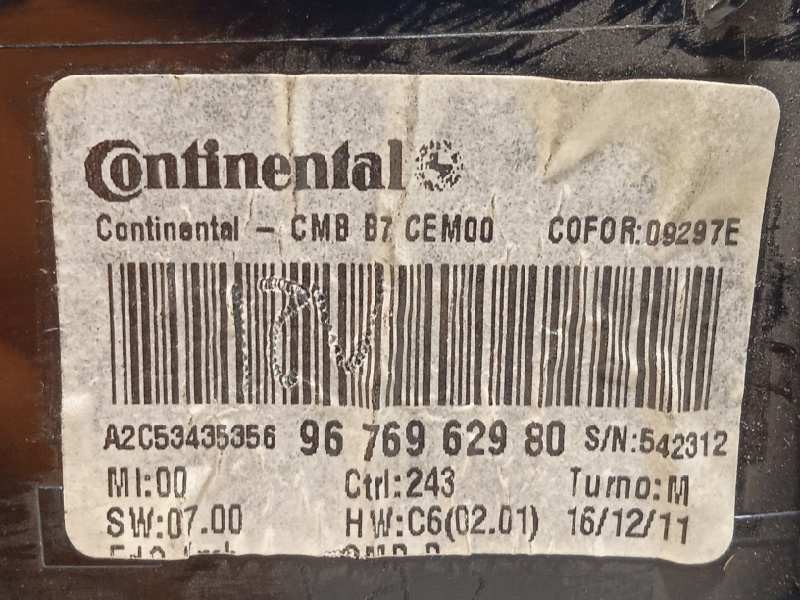 Continental
Continental - CMB B7 CEM00 COFOR:09297E
A2C53435356 96 769 629 80 S/N:542312
MI:00 Ctrl:243 Turno:M
SW:07.00 HW:C6(02.01) 16/12/11